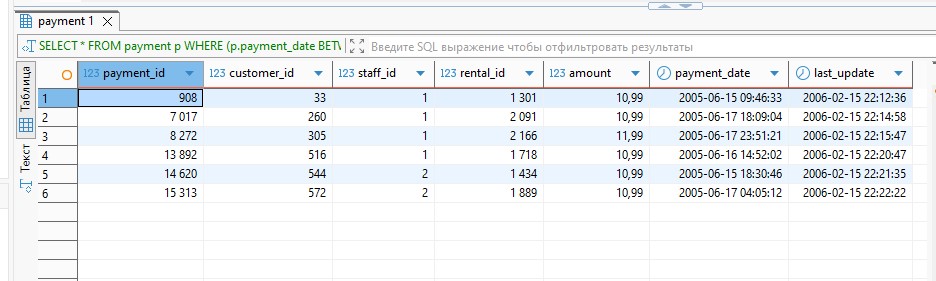 payment 1
SELECT * FROM payment p WHERE (p.payment_date BETV Введите SQL выражение чтобы отфильтровать результаты
Таблица
Текст
123 payment_id 123 customer_id 123 staff_id 123 rental_id 123 amount payment_date last_update
1 908 33 1 1 301 10,99 2005-06-15 09:46:33 2006-02-15 22:12:36
2 7 017 260 1 2 091 10,99 2005-06-17 18:09:04 2006-02-15 22:14:58
3 8 272 305 1 2 166 11,99 2005-06-17 23:51:21 2006-02-15 22:15:47
4 13 892 516 1 1 718 10,99 2005-06-16 14:52:02 2006-02-15 22:20:47
5 14 620 544 2 1 434 10,99 2005-06-15 18:30:46 2006-02-15 22:21:35
6 15 313 572 2 1 889 10,99 2005-06-17 04:05:12 2006-02-15 22:22:22